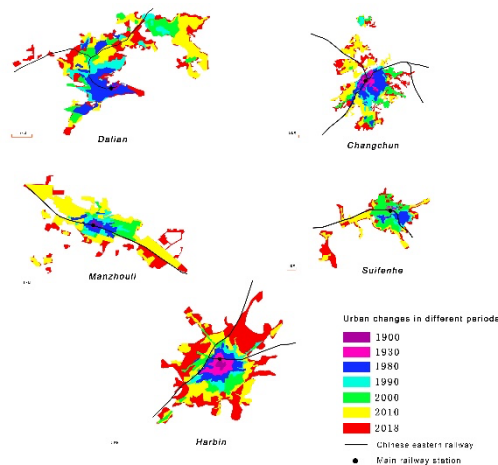 Dalian
Changchun
Manzhouli
Suifenhe
Harbin
Urban changes in different periods
1900
1930
1980
1990
2000
2010
2018
Chinese eastern railway
Main railway station